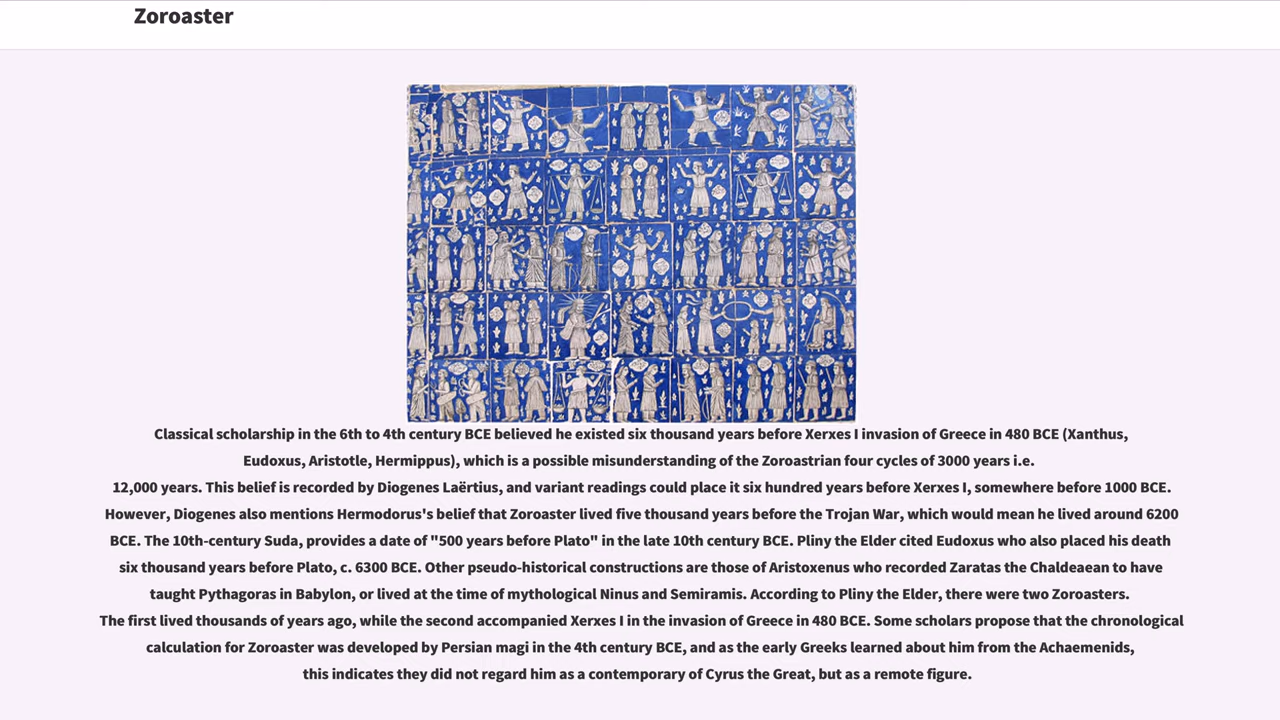 Zoroaster
Classical scholarship in the 6th to 4th century BCE believed he existed six thousand years before Xerxes I invasion of Greece in 480 BCE (Xanthus,
Eudoxus, Aristotle, Hermippus), which is a possible misunderstanding of the Zoroastrian four cycles of 3000 years i.e.
12,000 years. This belief is recorded by Diogenes Laërtius, and variant readings could place it six hundred years before Xerxes I, somewhere before 1000 BCE.
However, Diogenes also mentions Hermodorus's belief that Zoroaster lived five thousand years before the Trojan War, which would mean he lived around 6200
BCE. The 10th-century Suda, provides a date of "500 years before Plato" in the late 10th century BCE. Pliny the Elder cited Eudoxus who also placed his death
six thousand years before Plato, c. 6300 BCE. Other pseudo-historical constructions are those of Aristoxenus who recorded Zaratas the Chaldeaean to have
taught Pythagoras in Babylon, or lived at the time of mythological Ninus and Semiramis. According to Pliny the Elder, there were two Zoroasters.
The first lived thousands of years ago, while the second accompanied Xerxes I in the invasion of Greece in 480 BCE. Some scholars propose that the chronological
calculation for Zoroaster was developed by Persian magi in the 4th century BCE, and as the early Greeks learned about him from the Achaemenids,
this indicates they did not regard him as a contemporary of Cyrus the Great, but as a remote figure.